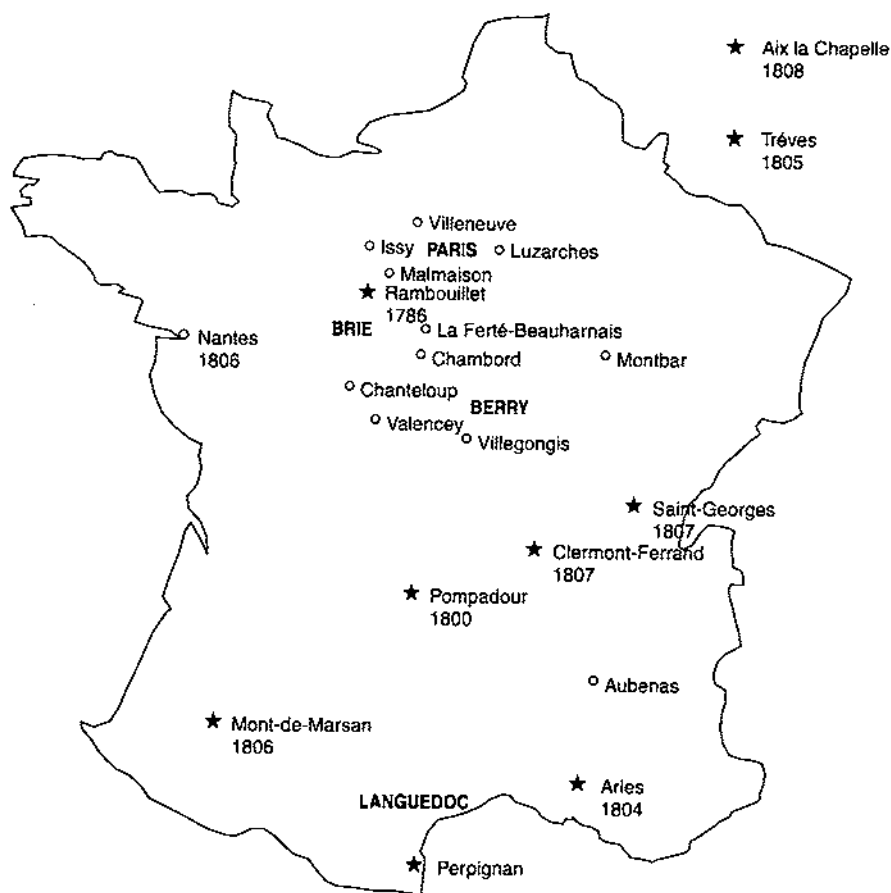 Aix la Chapelle
1808
Tréves
1805
Villeneuve
Issy PARIS
Luzarches
Malmaison
Rambouillet
1786
BRIE
La Ferté-Beauharnais
Nantes
1806
Chambord
Montbar
Chanteloup
BERRY
Valencey
Villegongis
Saint-Georges
1807
Clermont-Ferrand
1807
Pompadour
1800
Aubenas
Mont-de-Marsan
1806
Arles
1804
LANGUEDOC
Perpignan